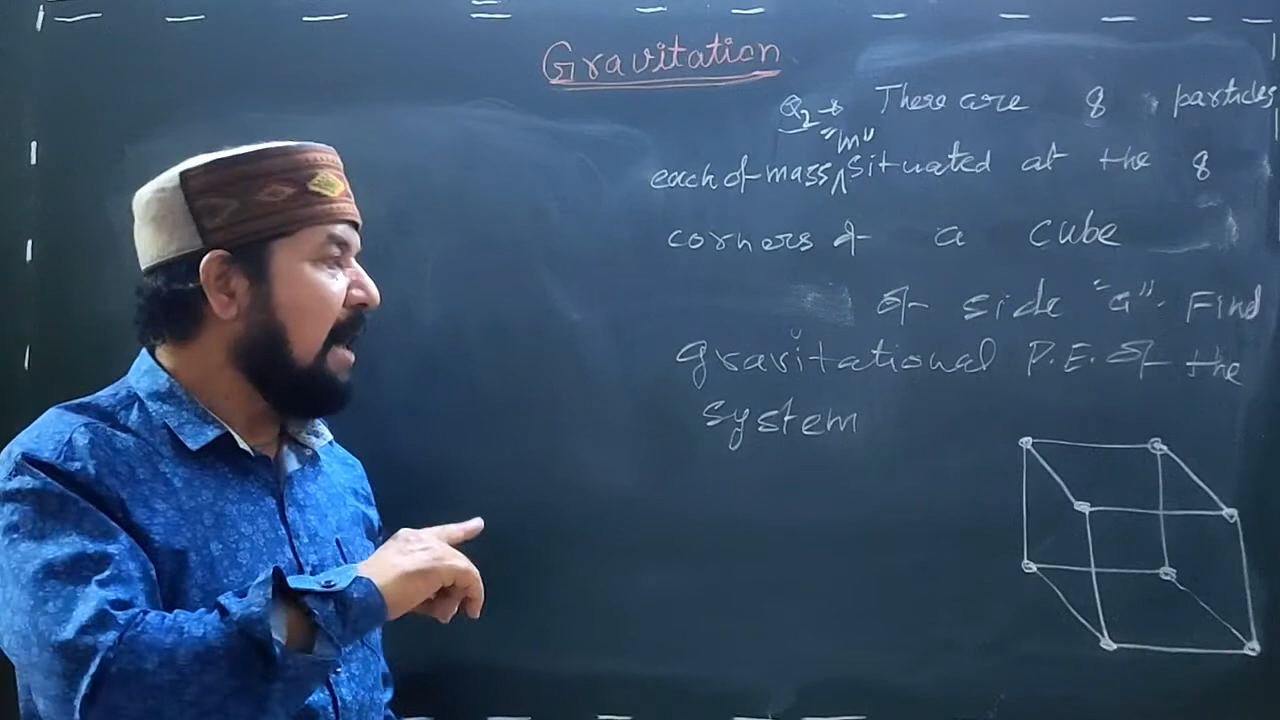 Gravitation
Q2 → There are 8 particles
"m"
each of mass ∧ situated at the 8
corners of a cube
of side "a". Find
gravitational P.E. of the
system